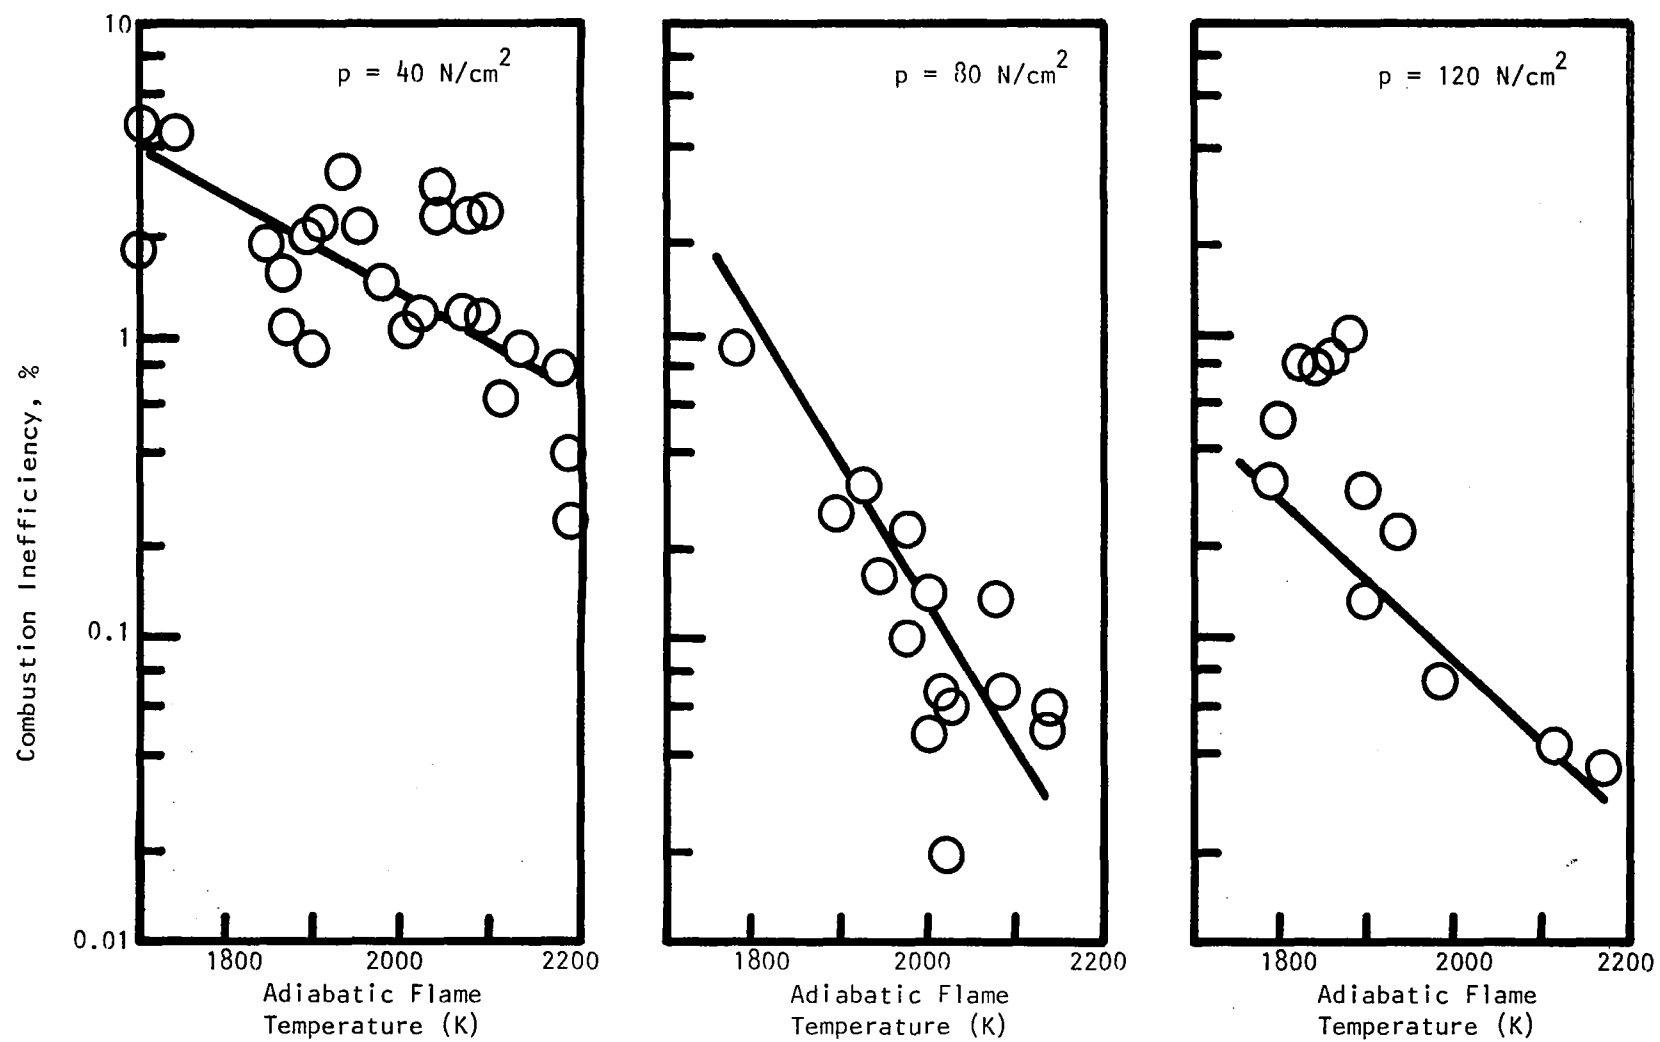 10
1
0.1
0.01
Combustion Inefficiency, %
p = 40 N/cm²
p = 80 N/cm²
p = 120 N/cm²
1800 2000 2200
1800 2000 2200
1800 2000 2200
Adiabatic Flame
Temperature (K)
Adiabatic Flame
Temperature (K)
Adiabatic Flame
Temperature (K)